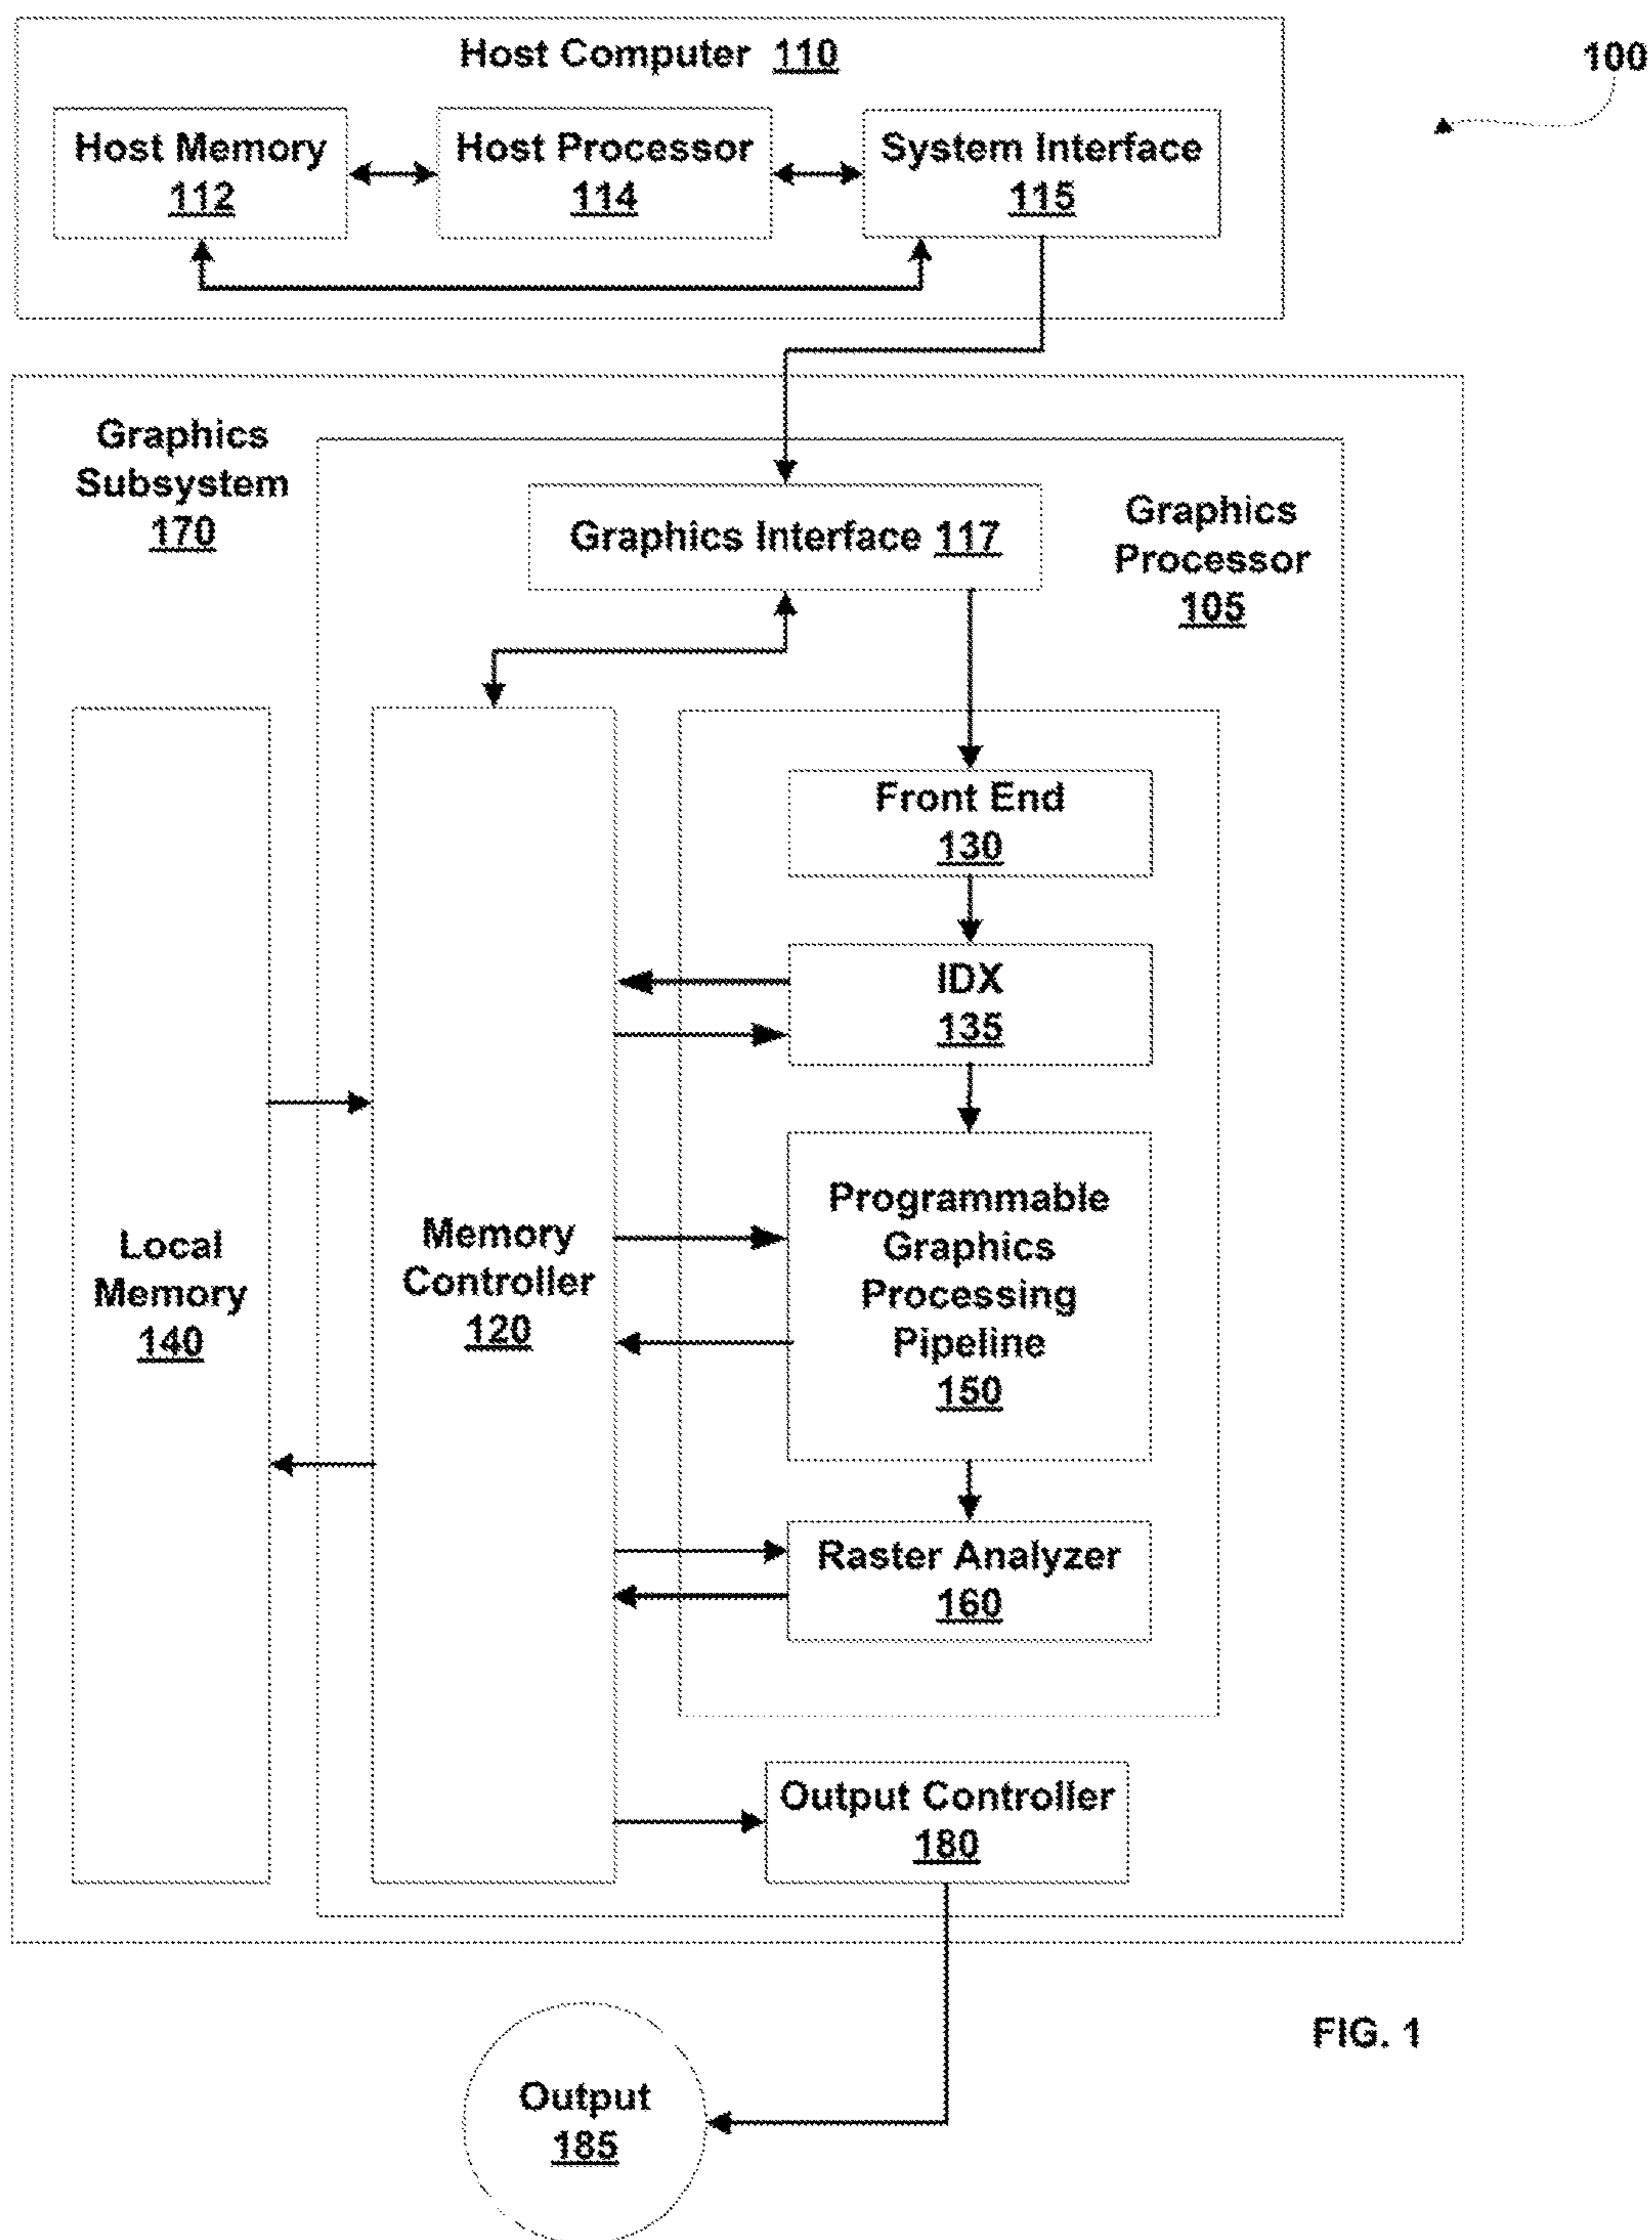 Host Computer 110
100
Host Memory
112
Host Processor
114
System Interface
115
Graphics
Subsystem
170
Graphics Interface 117
Graphics
Processor
105
Front End
130
IDX
135
Local
Memory
140
Memory
Controller
120
Programmable
Graphics
Processing
Pipeline
150
Raster Analyzer
160
Output Controller
180
FIG. 1
Output
185